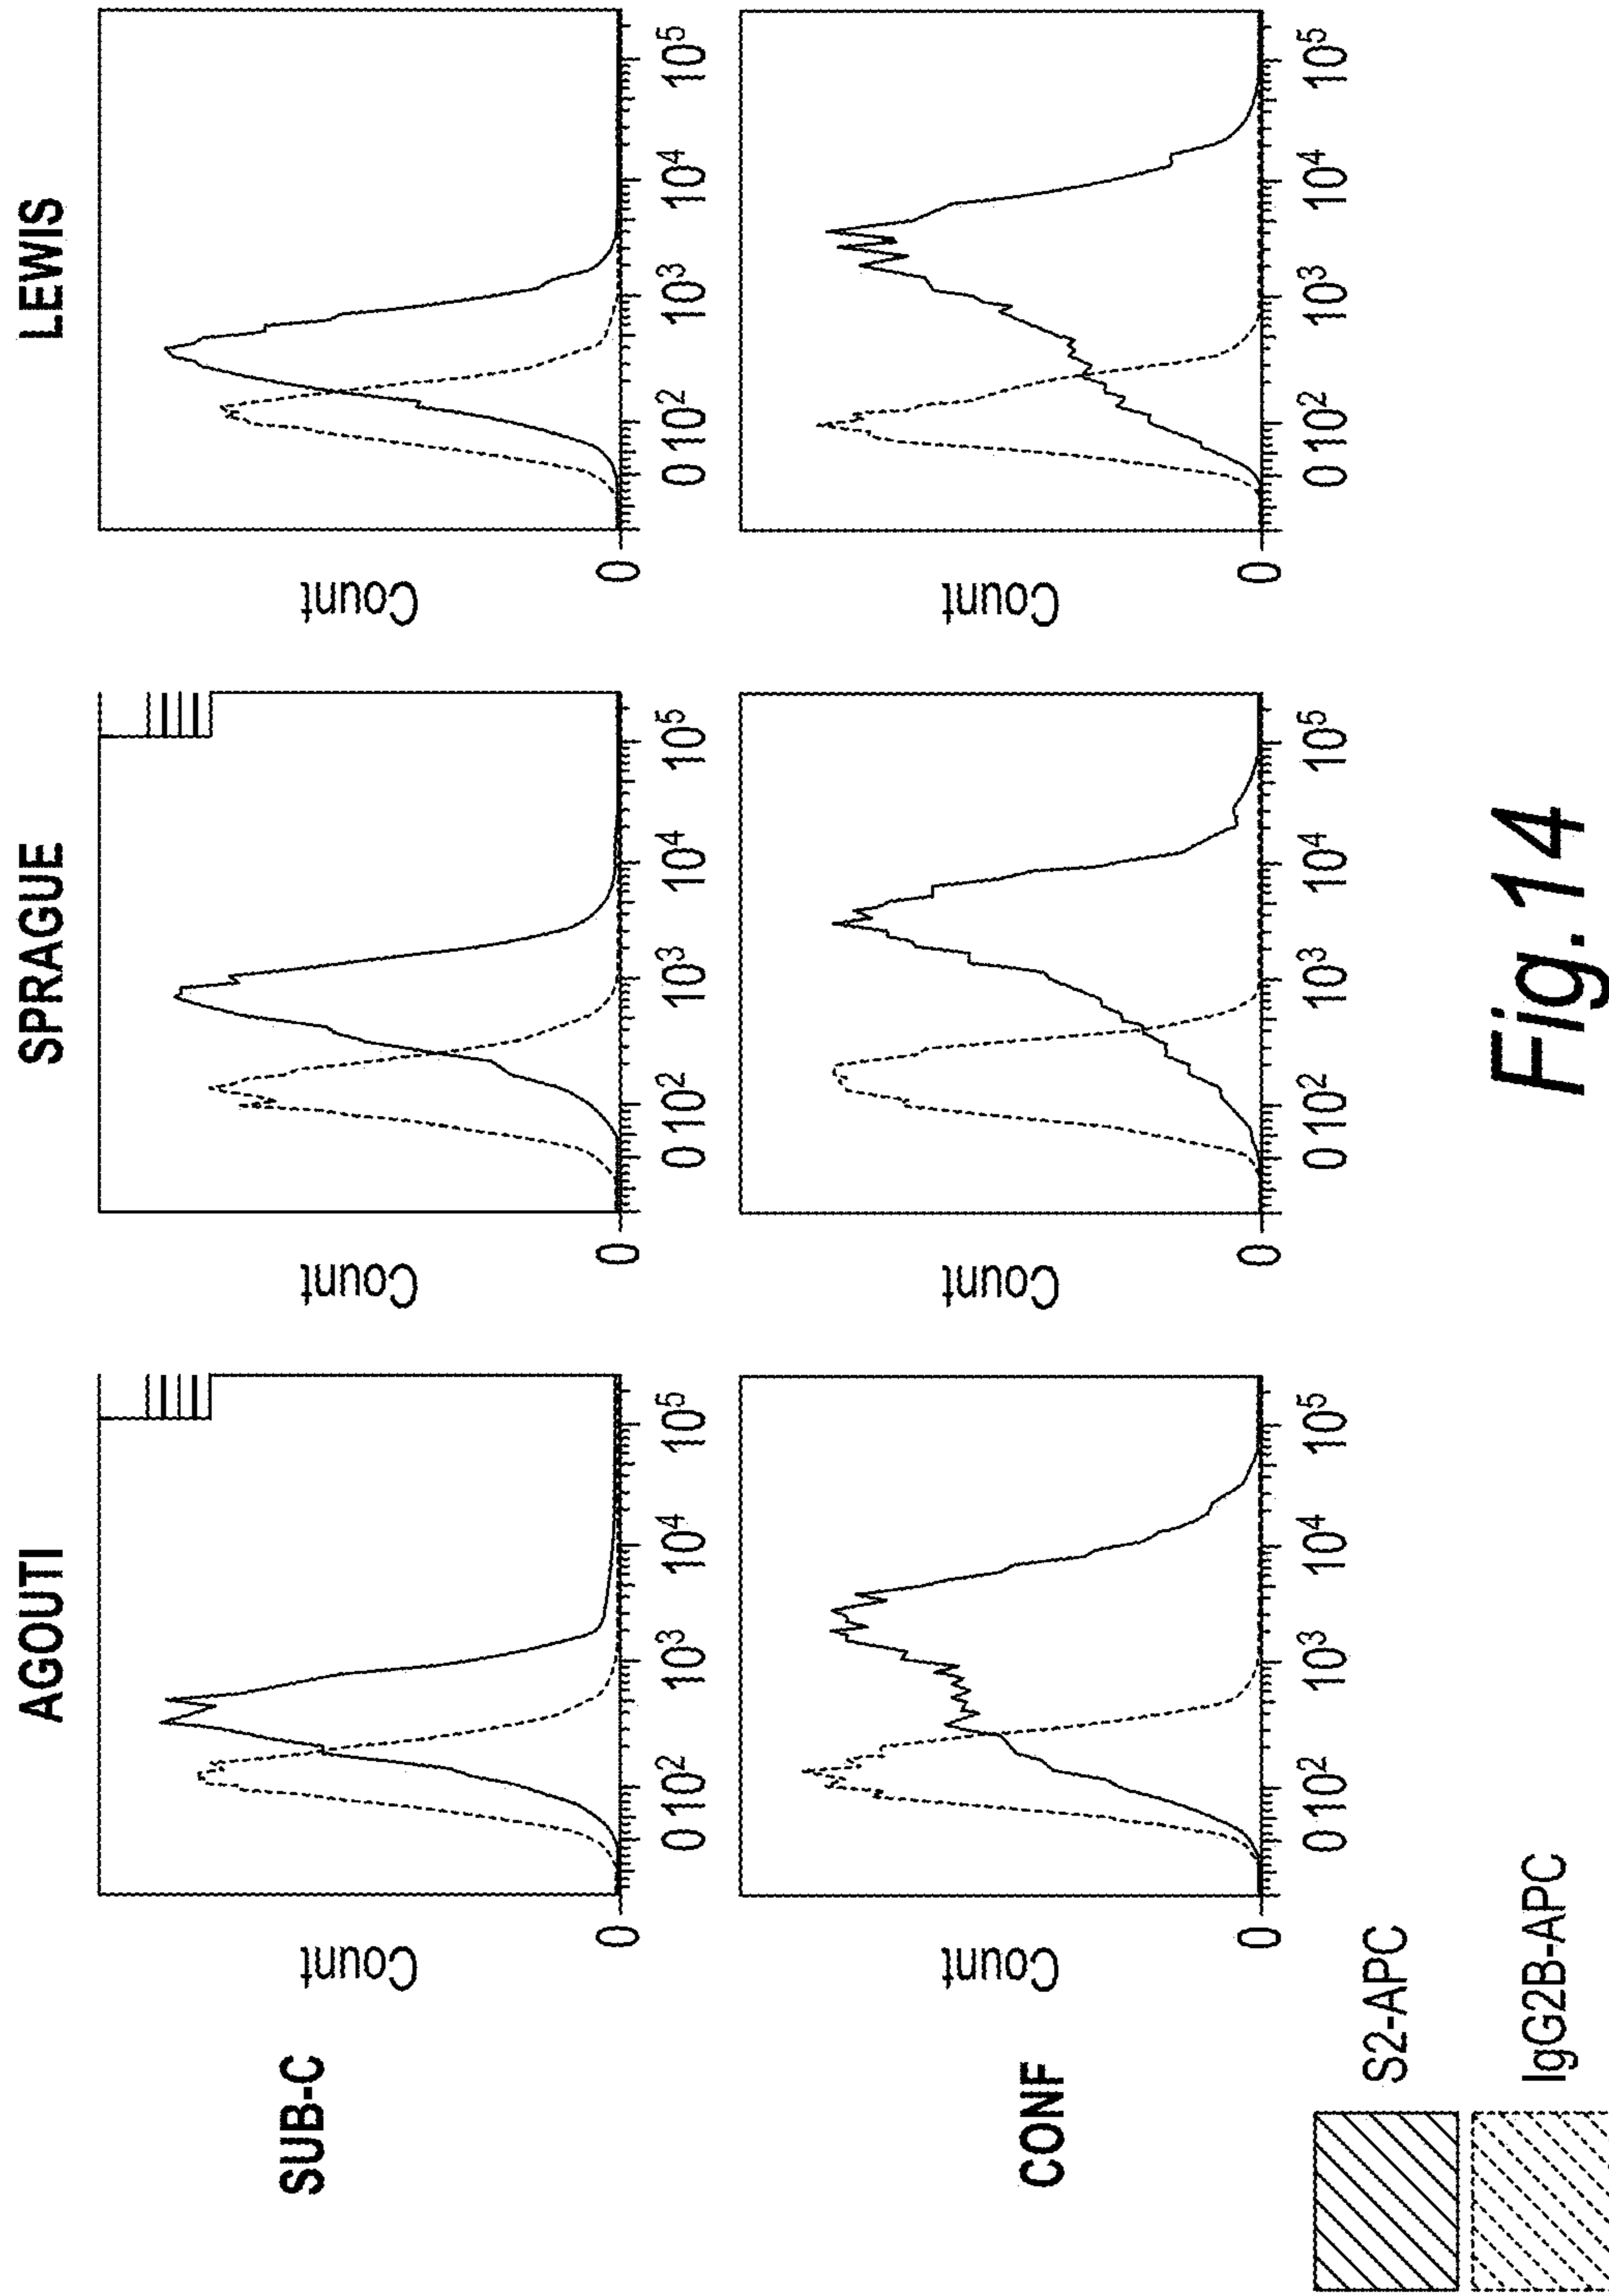 AGOUTI
SPRAGUE
LEWIS
SUB-C
Count
0
0 10² 10³ 10⁴ 10⁵
Count
0
0 10² 10³ 10⁴ 10⁵
Count
0
0 10² 10³ 10⁴ 10⁵
CONF
Count
0
0 10² 10³ 10⁴ 10⁵
Count
0
0 10² 10³ 10⁴ 10⁵
Count
0
0 10² 10³ 10⁴ 10⁵
S2-APC
IgG2B-APC
Fig.14